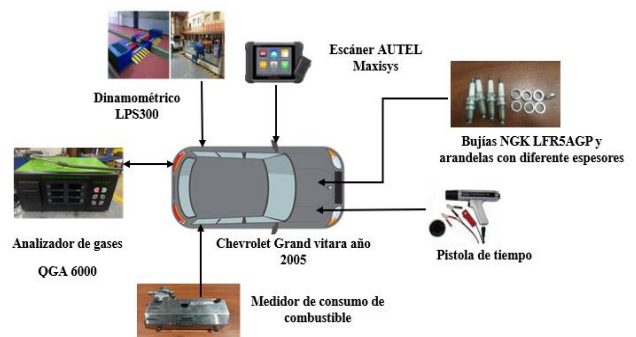 Escáner AUTEL
Maxisys
Dinamométrico
LPS300
Bujías NGK LFR5AGP y
arandelas con diferente espesores
Analizador de gases
QGA 6000
Chevrolet Grand vitara año
2005
Pistola de tiempo
Medidor de consumo de
combustible